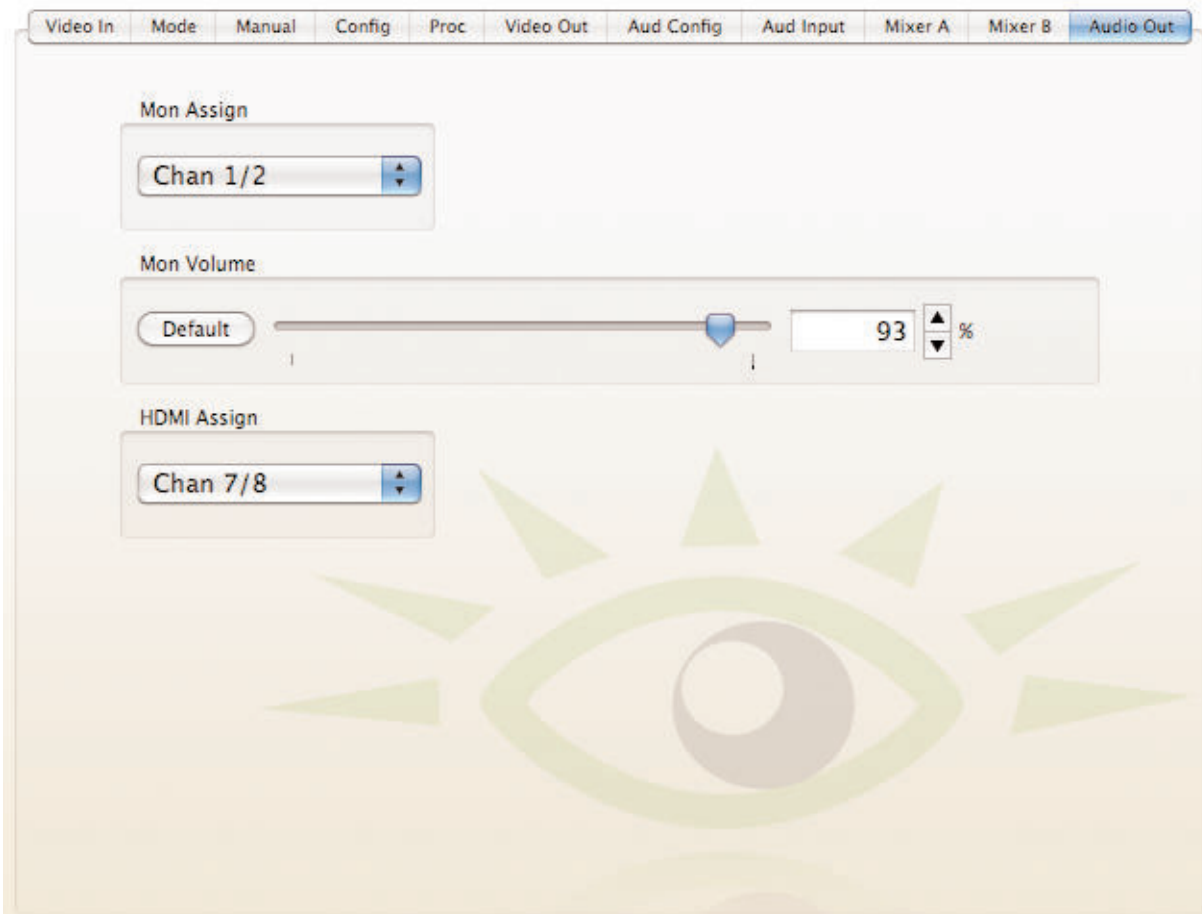 Video In Mode Manual Config Proc Video Out Aud Config Aud Input Mixer A Mixer B Audio Out
Mon Assign
Chan 1/2
Mon Volume
Default 93 %
HDMI Assign
Chan 7/8